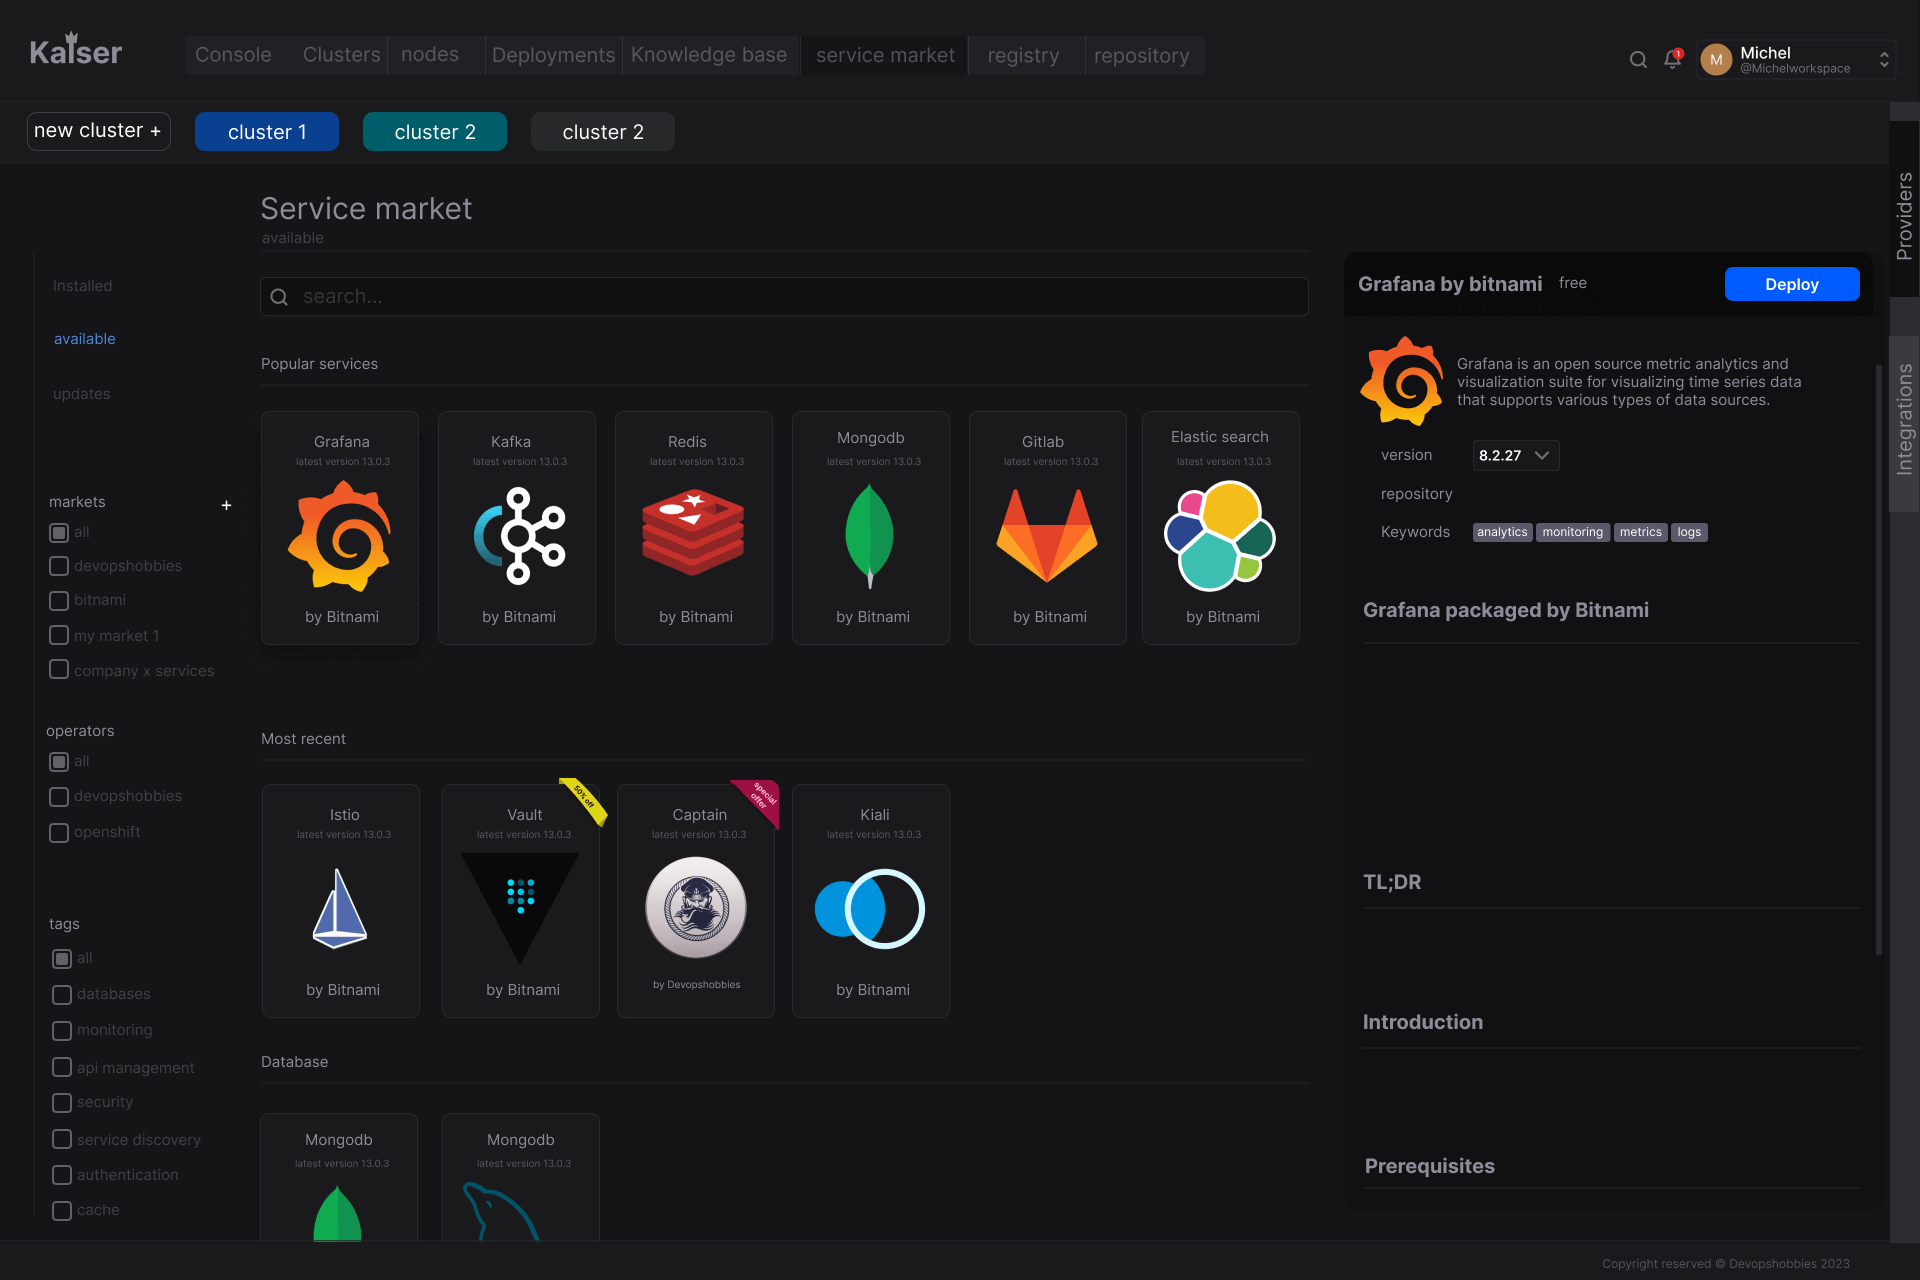 Kaiser
Console
Clusters
nodes
Deployments
Knowledge base
service market
registry
repository
1
M
Michel
@Michelworkspace
new cluster +
cluster 1
cluster 2
cluster 2
Providers
Integrations
Service market
available
Installed
available
updates
markets +
all
devopshobbies
bitnami
my market 1
company x services
operators
all
devopshobbies
openshift
tags
all
databases
monitoring
api management
security
service discovery
authentication
cache
search...
Popular services
Grafana
latest version 13.0.3
by Bitnami
Kafka
latest version 13.0.3
by Bitnami
Redis
latest version 13.0.3
by Bitnami
Mongodb
latest version 13.0.3
by Bitnami
Gitlab
latest version 13.0.3
by Bitnami
Elastic search
latest version 13.0.3
by Bitnami
Most recent
Istio
latest version 13.0.3
by Bitnami
50% off
Vault
latest version 13.0.3
by Bitnami
special
offer
Captain
latest version 13.0.3
by Devopshobbies
Kiali
latest version 13.0.3
by Bitnami
Database
Mongodb
latest version 13.0.3
Mongodb
latest version 13.0.3
Grafana by bitnami
free
Deploy
Grafana is an open source metric analytics and
visualization suite for visualizing time series data
that supports various types of data sources.
version
8.2.27
repository
Keywords
analytics
monitoring
metrics
logs
Grafana packaged by Bitnami
TL;DR
Introduction
Prerequisites
Copyright reserved © Devopshobbies 2023